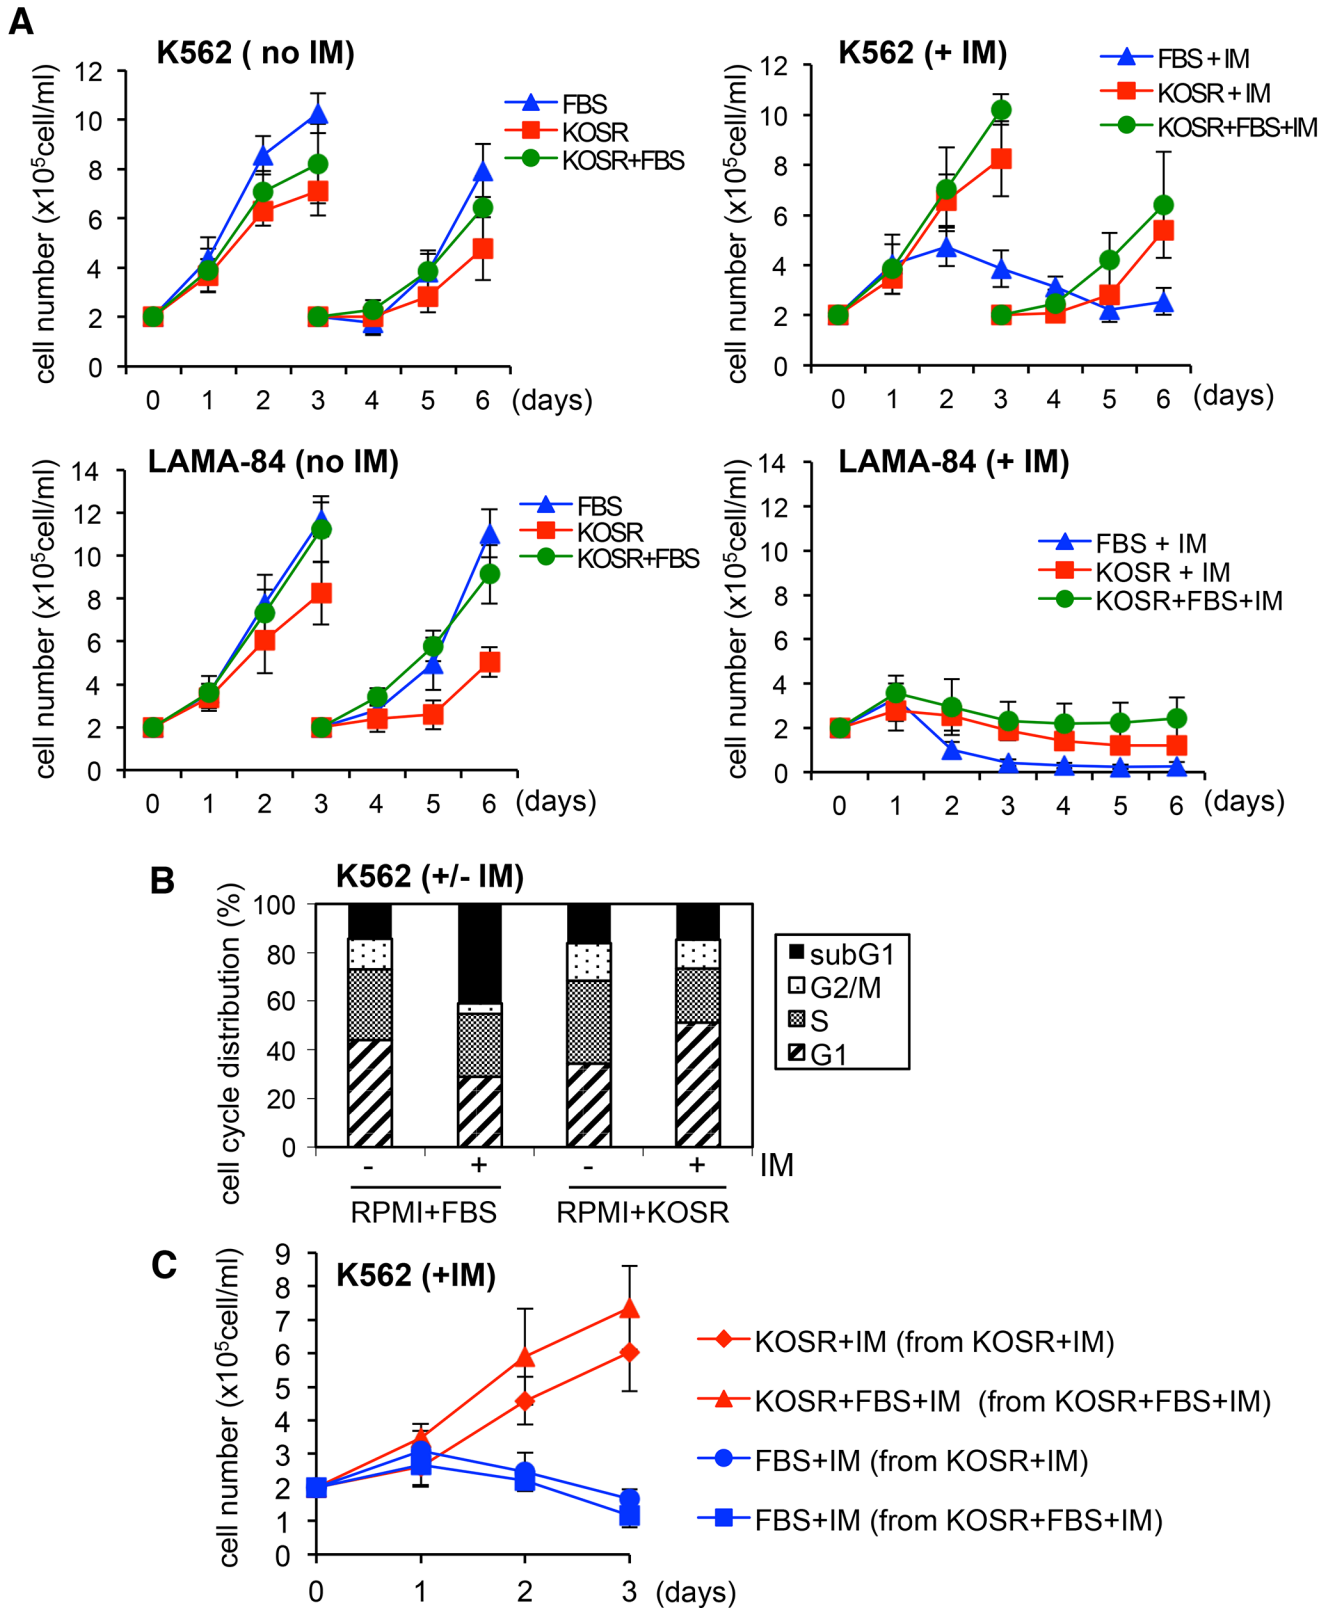 A
K562 ( no IM)
cell number (x10⁵cell/ml)
12
10
8
6
4
2
0
0 1 2 3 4 5 6 (days)
FBS
KOSR
KOSR+FBS
K562 (+ IM)
cell number (x10⁵cell/ml)
12
10
8
6
4
2
0
0 1 2 3 4 5 6 (days)
FBS + IM
KOSR + IM
KOSR+FBS+IM
LAMA-84 (no IM)
cell number (x10⁵cell/ml)
14
12
10
8
6
4
2
0
0 1 2 3 4 5 6 (days)
FBS
KOSR
KOSR+FBS
LAMA-84 (+ IM)
cell number (x10⁵cell/ml)
14
12
10
8
6
4
2
0
0 1 2 3 4 5 6 (days)
FBS + IM
KOSR + IM
KOSR+FBS+IM
B
K562 (+/- IM)
cell cycle distribution (%)
100
80
60
40
20
0
- + - + IM
RPMI+FBS RPMI+KOSR
subG1
G2/M
S
G1
C
K562 (+IM)
cell number (x10⁵cell/ml)
9
8
7
6
5
4
3
2
1
0
0 1 2 3 (days)
KOSR+IM (from KOSR+IM)
KOSR+FBS+IM (from KOSR+FBS+IM)
FBS+IM (from KOSR+IM)
FBS+IM (from KOSR+FBS+IM)